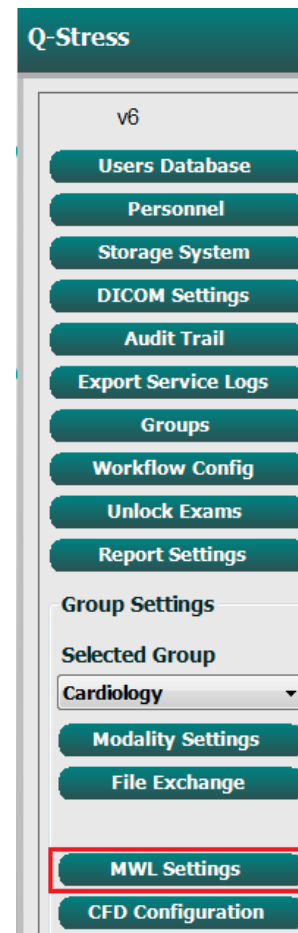 Q-Stress
v6
Users Database
Personnel
Storage System
DICOM Settings
Audit Trail
Export Service Logs
Groups
Workflow Config
Unlock Exams
Report Settings
Group Settings
Selected Group
Cardiology
Modality Settings
File Exchange
MWL Settings
CFD Configuration